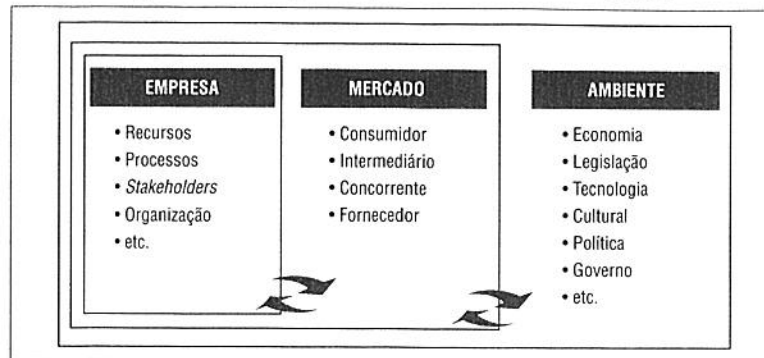 EMPRESA
• Recursos
• Processos
• Stakeholders
• Organização
• etc.
MERCADO
• Consumidor
• Intermediário
• Concorrente
• Fornecedor
AMBIENTE
• Economia
• Legislação
• Tecnologia
• Cultural
• Política
• Governo
• etc.